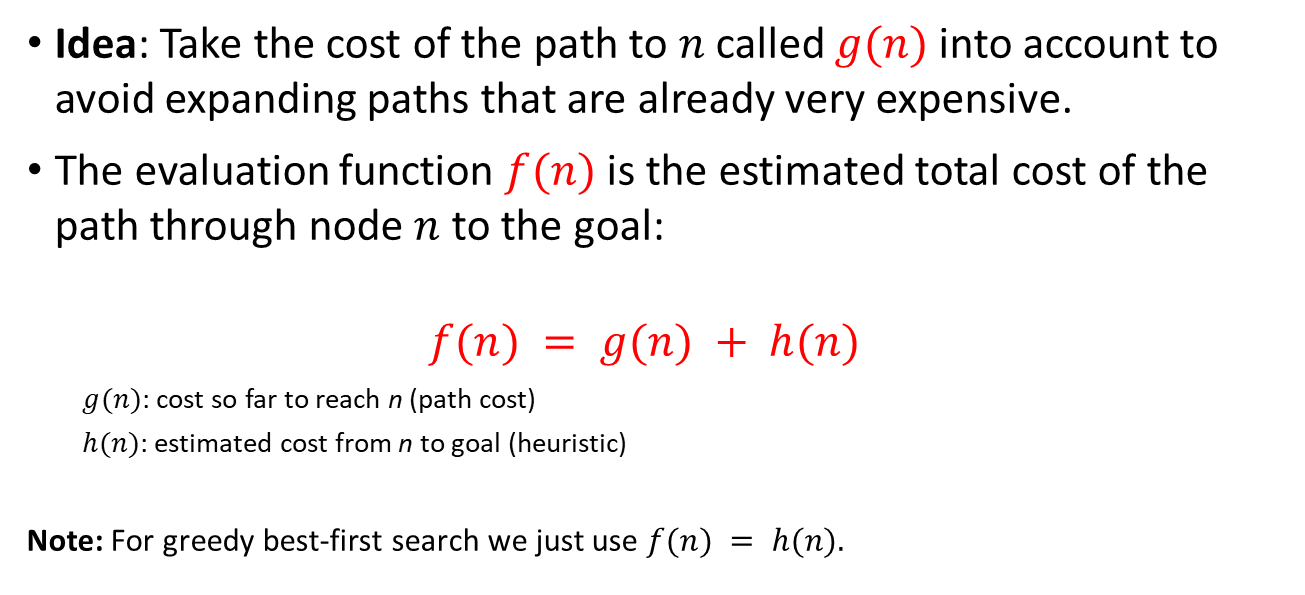 • Idea: Take the cost of the path to n called g(n) into account to
avoid expanding paths that are already very expensive.
• The evaluation function f(n) is the estimated total cost of the
path through node n to the goal:
f(n) = g(n) + h(n)
g(n): cost so far to reach n (path cost)
h(n): estimated cost from n to goal (heuristic)
Note: For greedy best-first search we just use f(n) = h(n).